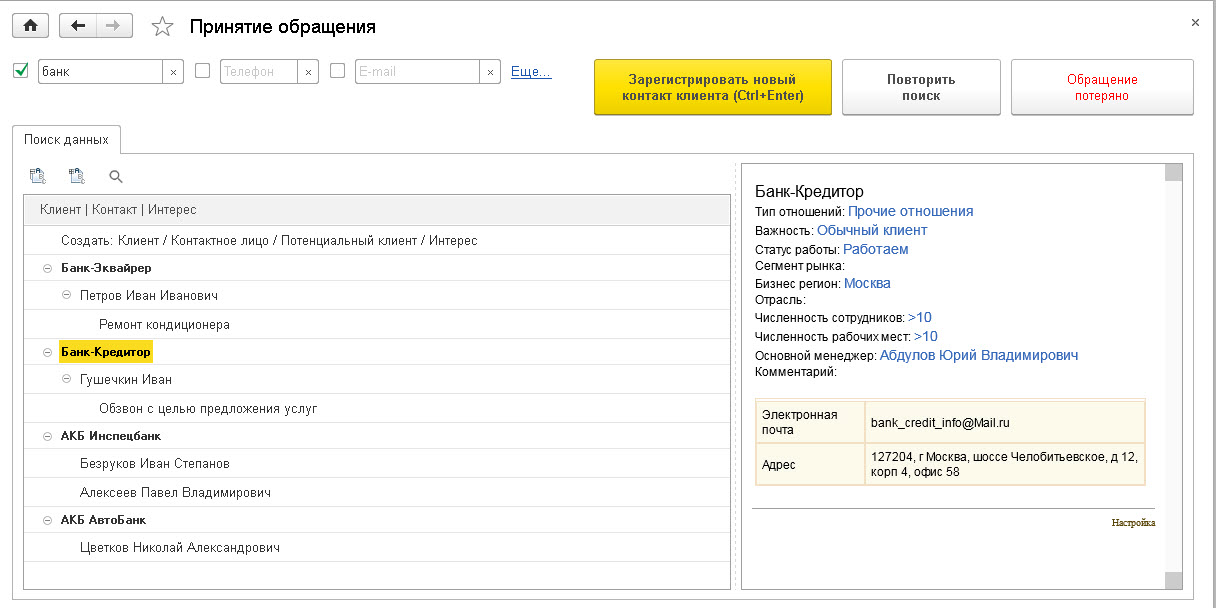 Принятие обращения
банк
Телефон
E-mail
Еще...
Зарегистрировать новый
контакт клиента (Ctrl+Enter)
Повторить
поиск
Обращение
потеряно
Поиск данных
Клиент | Контакт | Интерес
Создать: Клиент / Контактное лицо / Потенциальный клиент / Интерес
Банк-Эквайрер
Петров Иван Иванович
Ремонт кондиционера
Банк-Кредитор
Гушечкин Иван
Обзвон с целью предложения услуг
АКБ Инспецбанк
Безруков Иван Степанов
Алексеев Павел Владимирович
АКБ АвтоБанк
Цветков Николай Александрович
Банк-Кредитор
Тип отношений: Прочие отношения
Важность: Обычный клиент
Статус работы: Работаем
Сегмент рынка:
Бизнес регион: Москва
Отрасль:
Численность сотрудников: >10
Численность рабочих мест: >10
Основной менеджер: Абдулов Юрий Владимирович
Комментарий:
Электронная
почта
bank_credit_info@Mail.ru
Адрес
127204, г Москва, шоссе Челобитьевское, д 12,
корп 4, офис 58
Настройка